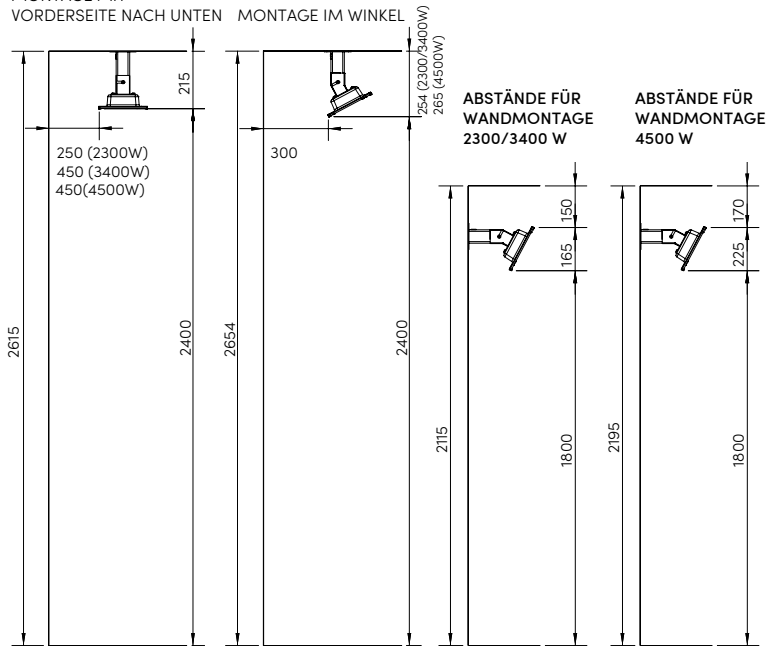 VORDERSEITE NACH UNTEN
MONTAGE IM WINKEL
215
250 (2300W)
450 (3400W)
450(4500W)
2615
2400
254 (2300/3400W)
265 (4500W)
300
2654
2400
ABSTÄNDE FÜR
WANDMONTAGE
2300/3400 W
150
165
2115
1800
ABSTÄNDE FÜR
WANDMONTAGE
4500 W
170
225
2195
1800